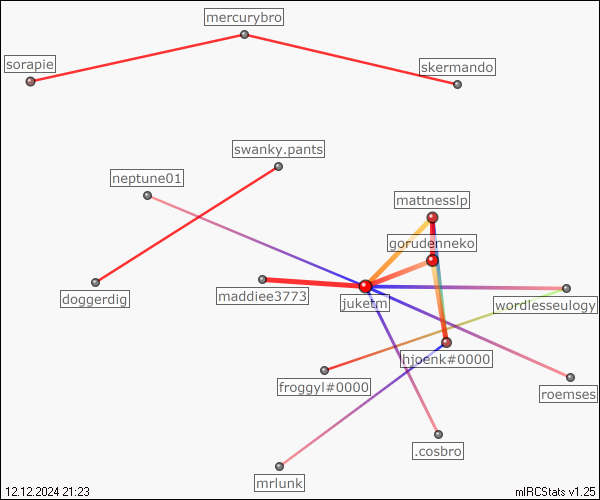 mercurybro
sorapie
skermando
swanky.pants
neptune01
mattnesslp
gorudenneko
maddiee3773
doggerdig
juketm
wordlesseulogy
hjoenk#0000
froggyl#0000
roemses
.cosbro
mrlunk
12.12.2024 21:23
mIRCStats v1.25